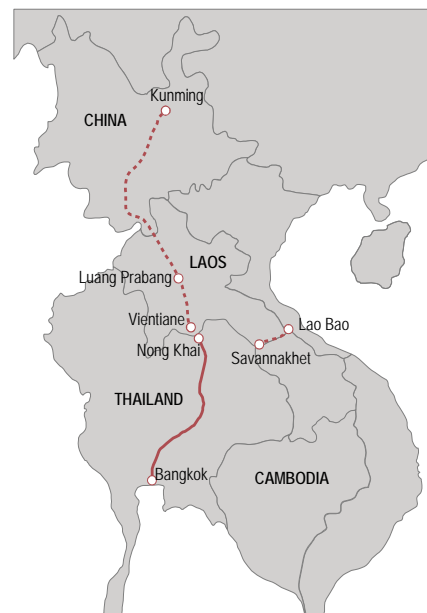 Kunming
CHINA
LAOS
Luang Prabang
Vientiane
Lao Bao
Nong Khai
Savannakhet
THAILAND
Bangkok
CAMBODIA